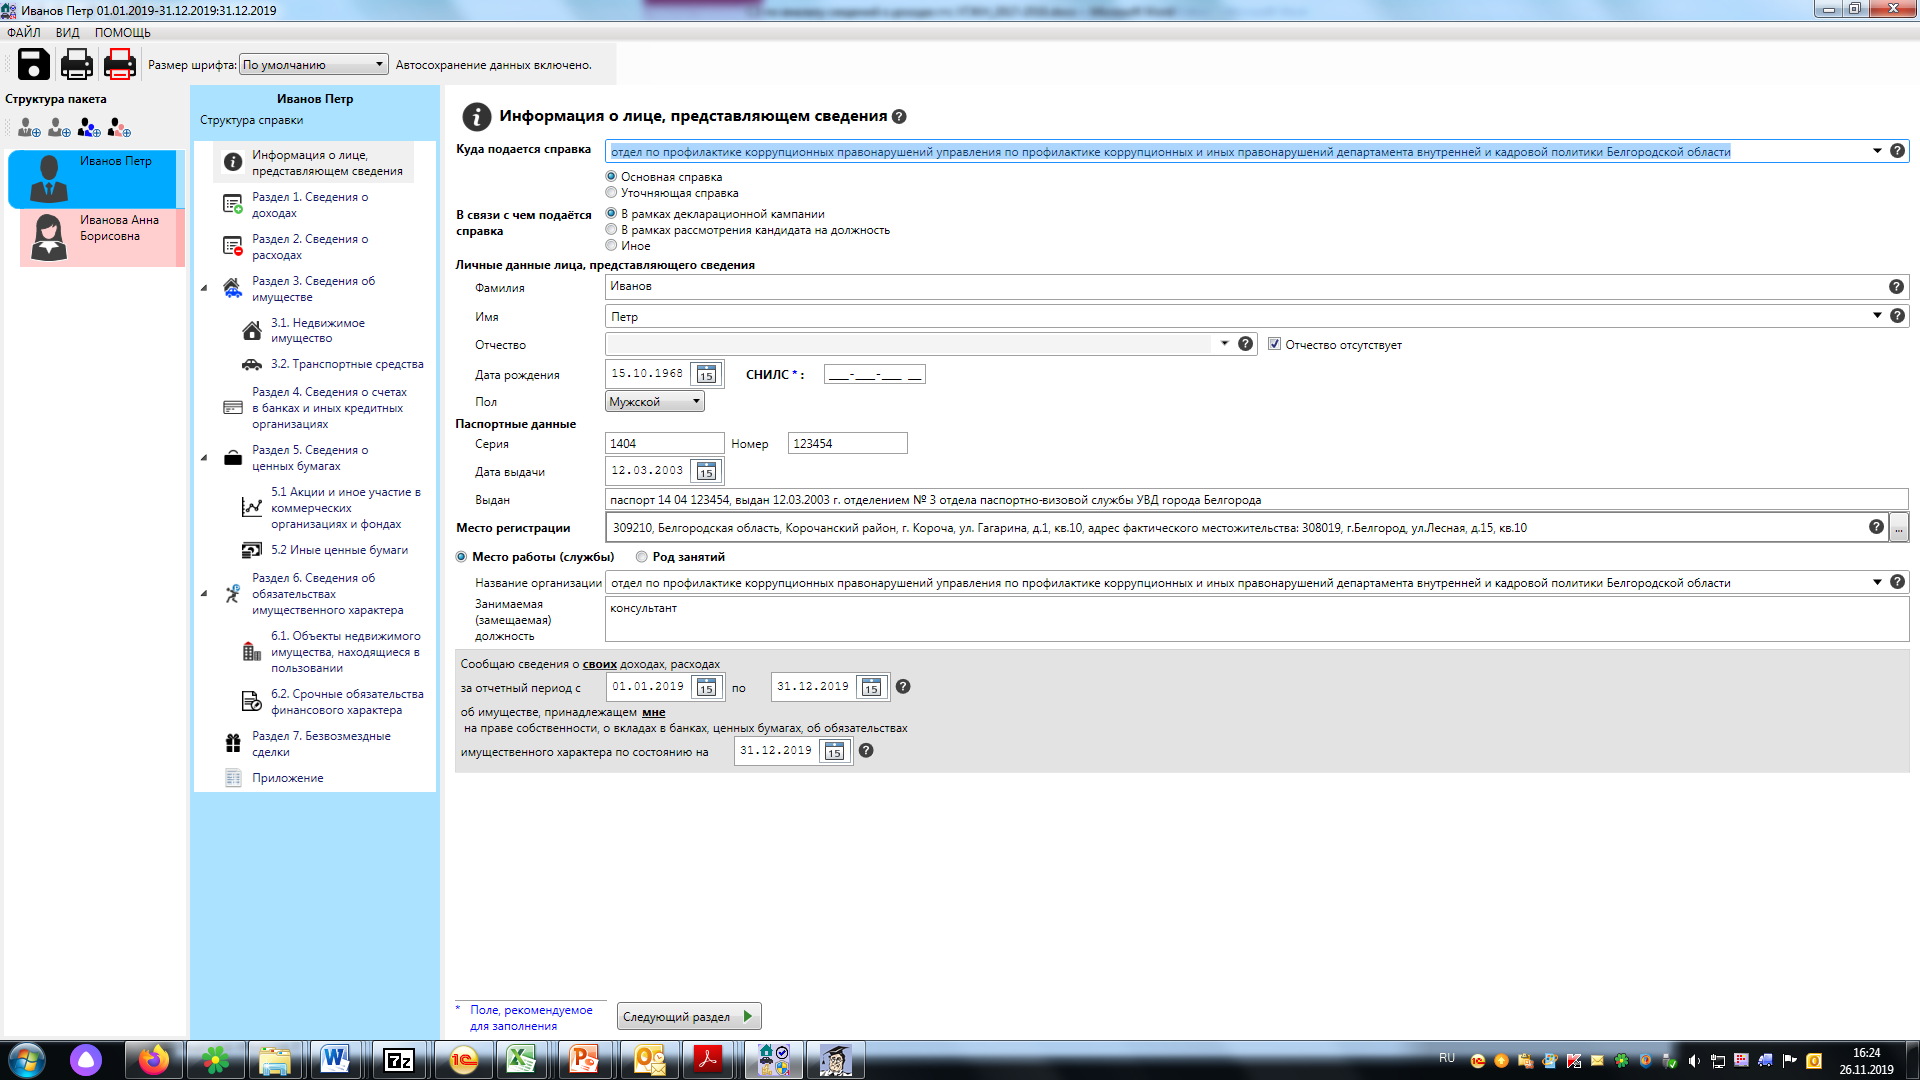 Иванов Петр 01.01.2019-31.12.2019:31.12.2019
ФАЙЛ ВИД ПОМОЩЬ
Размер шрифта: По умолчанию Автосохранение данных включено.
Структура пакета
Иванов Петр
Иванова Анна
Борисовна
Иванов Петр
Структура справки
Информация о лице,
представляющем сведения
Раздел 1. Сведения о
доходах
Раздел 2. Сведения о
расходах
Раздел 3. Сведения об
имуществе
3.1. Недвижимое
имущество
3.2. Транспортные средства
Раздел 4. Сведения о счетах
в банках и иных кредитных
организациях
Раздел 5. Сведения о
ценных бумагах
5.1 Акции и иное участие в
коммерческих
организациях и фондах
5.2 Иные ценные бумаги
Раздел 6. Сведения об
обязательствах
имущественного характера
6.1. Объекты недвижимого
имущества, находящиеся в
пользовании
6.2. Срочные обязательства
финансового характера
Раздел 7. Безвозмездные
сделки
Приложение
Информация о лице, представляющем сведения ?
Куда подается справка отдел по профилактике коррупционных правонарушений управления по профилактике коррупционных и иных правонарушений департамента внутренней и кадровой политики Белгородской области ?
Основная справка
Уточняющая справка
В связи с чем подаётся
справка
В рамках декларационной кампании
В рамках рассмотрения кандидата на должность
Иное
Личные данные лица, представляющего сведения
Фамилия Иванов ?
Имя Петр ?
Отчество ? Отчество отсутствует
Дата рождения 15.10.1968 15 СНИЛС * : ___-___-___ __
Пол Мужской
Паспортные данные
Серия 1404 Номер 123454
Дата выдачи 12.03.2003 15
Выдан паспорт 14 04 123454, выдан 12.03.2003 г. отделением № 3 отдела паспортно-визовой службы УВД города Белгорода
Место регистрации 309210, Белгородская область, Корочанский район, г. Короча, ул. Гагарина, д.1, кв.10, адрес фактического местожительства: 308019, г.Белгород, ул.Лесная, д.15, кв.10 ? ...
Место работы (службы) Род занятий
Название организации отдел по профилактике коррупционных правонарушений управления по профилактике коррупционных и иных правонарушений департамента внутренней и кадровой политики Белгородской области ?
Занимаемая
(замещаемая)
должность
консультант
Сообщаю сведения о своих доходах, расходах
за отчетный период с 01.01.2019 15 по 31.12.2019 15 ?
об имуществе, принадлежащем мне
на праве собственности, о вкладах в банках, ценных бумагах, об обязательствах
имущественного характера по состоянию на 31.12.2019 15 ?
* Поле, рекомендуемое
для заполнения
Следующий раздел
RU
16:24
26.11.2019